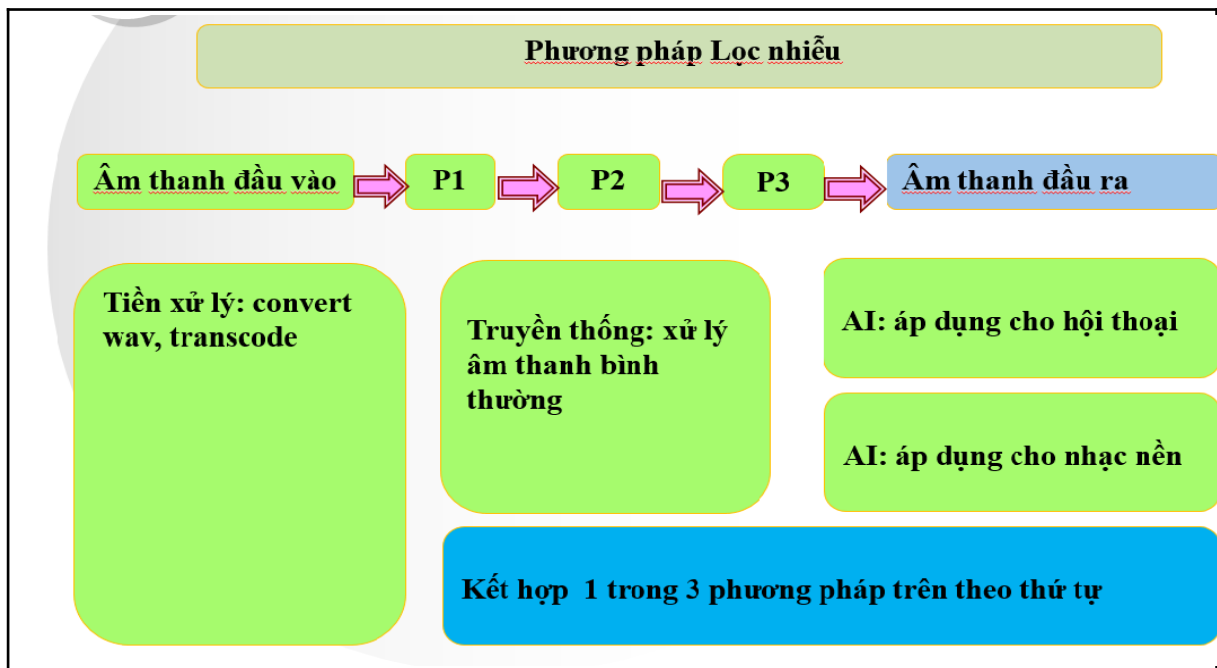 Phương pháp Lọc nhiễu
Âm thanh đầu vào
P1
P2
P3
Âm thanh đầu ra
Tiền xử lý: convert
wav, transcode
Truyền thống: xử lý
âm thanh bình
thường
AI: áp dụng cho hội thoại
AI: áp dụng cho nhạc nền
Kết hợp 1 trong 3 phương pháp trên theo thứ tự